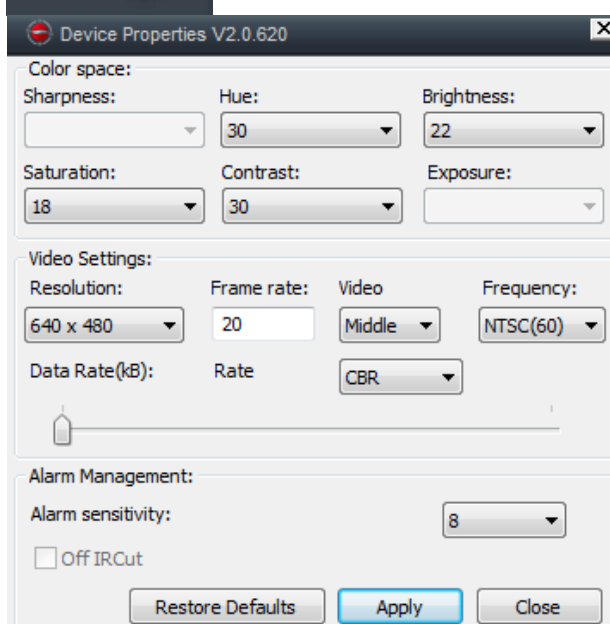 Device Properties V2.0.620
Color space:
Sharpness: Hue: Brightness:
30 22
Saturation: Contrast: Exposure:
18 30
Video Settings:
Resolution: Frame rate: Video Frequency:
640 x 480 20 Middle NTSC(60)
Data Rate(kB): Rate CBR
Alarm Management:
Alarm sensitivity: 8
Off IRCut
Restore Defaults Apply Close